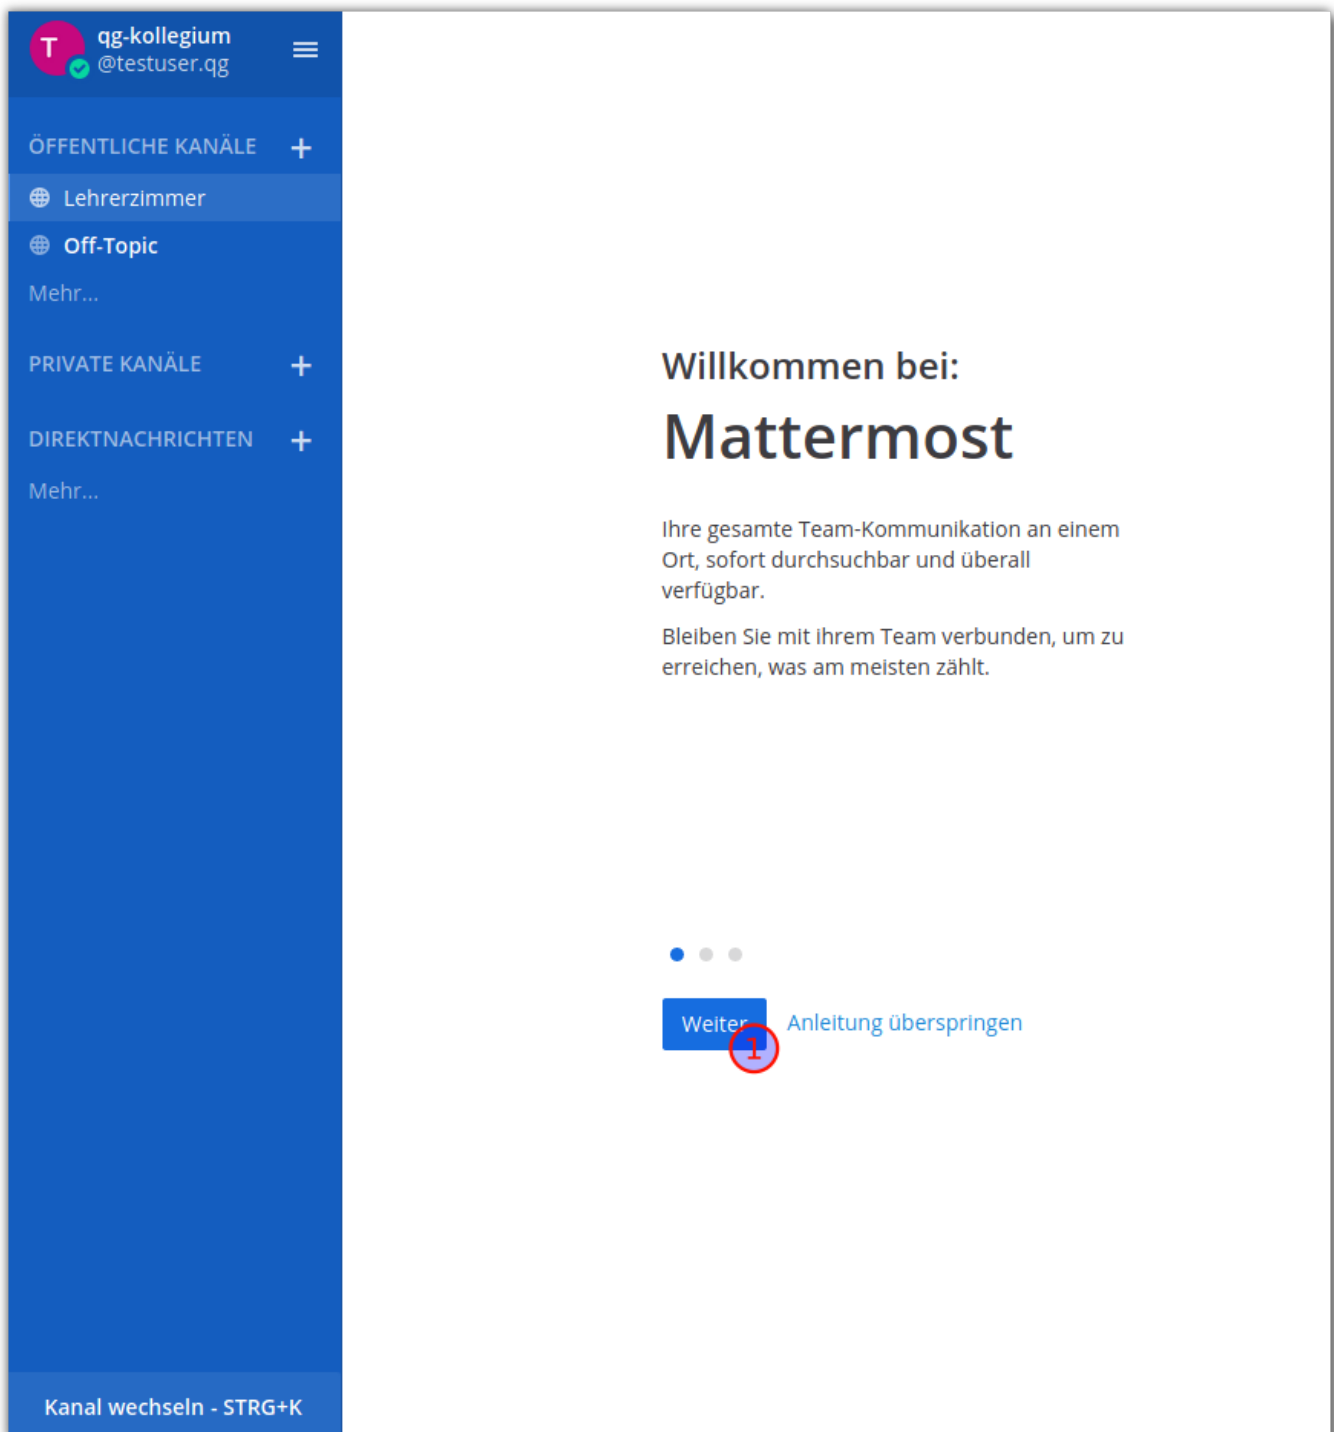 T
qg-kollegium
@testuser.qg
ÖFFENTLICHE KANÄLE
Lehrerzimmer
Off-Topic
Mehr...
PRIVATE KANÄLE
DIREKTNACHRICHTEN
Mehr...
Kanal wechseln - STRG+K
Willkommen bei:
Mattermost
Ihre gesamte Team-Kommunikation an einem
Ort, sofort durchsuchbar und überall
verfügbar.
Bleiben Sie mit ihrem Team verbunden, um zu
erreichen, was am meisten zählt.
Weiter
1
Anleitung überspringen